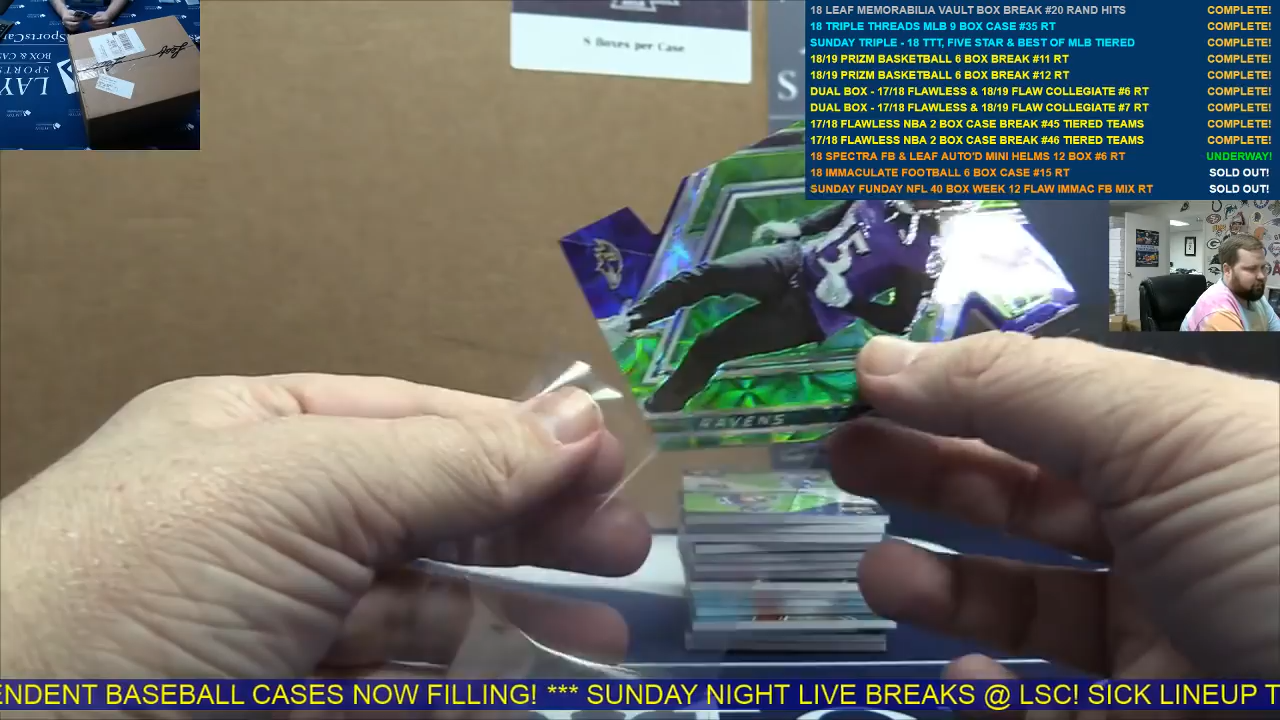 18 LEAF MEMORABILIA VAULT BOX BREAK #20 RAND HITS COMPLETE!
18 TRIPLE THREADS MLB 9 BOX CASE #35 RT COMPLETE!
SUNDAY TRIPLE - 18 TTT, FIVE STAR & BEST OF MLB TIERED COMPLETE!
18/19 PRIZM BASKETBALL 6 BOX BREAK #11 RT COMPLETE!
18/19 PRIZM BASKETBALL 6 BOX BREAK #12 RT COMPLETE!
DUAL BOX - 17/18 FLAWLESS & 18/19 FLAW COLLEGIATE #6 RT COMPLETE!
DUAL BOX - 17/18 FLAWLESS & 18/19 FLAW COLLEGIATE #7 RT COMPLETE!
17/18 FLAWLESS NBA 2 BOX CASE BREAK #45 TIERED TEAMS COMPLETE!
17/18 FLAWLESS NBA 2 BOX CASE BREAK #46 TIERED TEAMS COMPLETE!
18 SPECTRA FB & LEAF AUTO'D MINI HELMS 12 BOX #6 RT UNDERWAY!
18 IMMACULATE FOOTBALL 6 BOX CASE #15 RT SOLD OUT!
SUNDAY FUNDAY NFL 40 BOX WEEK 12 FLAW IMMAC FB MIX RT SOLD OUT!
8 Boxes per Case
S
Leaf
LAY
SPORTS
BOX & CA
sportsCar
5
RAVENS
ENDENT BASEBALL CASES NOW FILLING! *** SUNDAY NIGHT LIVE BREAKS @ LSC! SICK LINEUP T